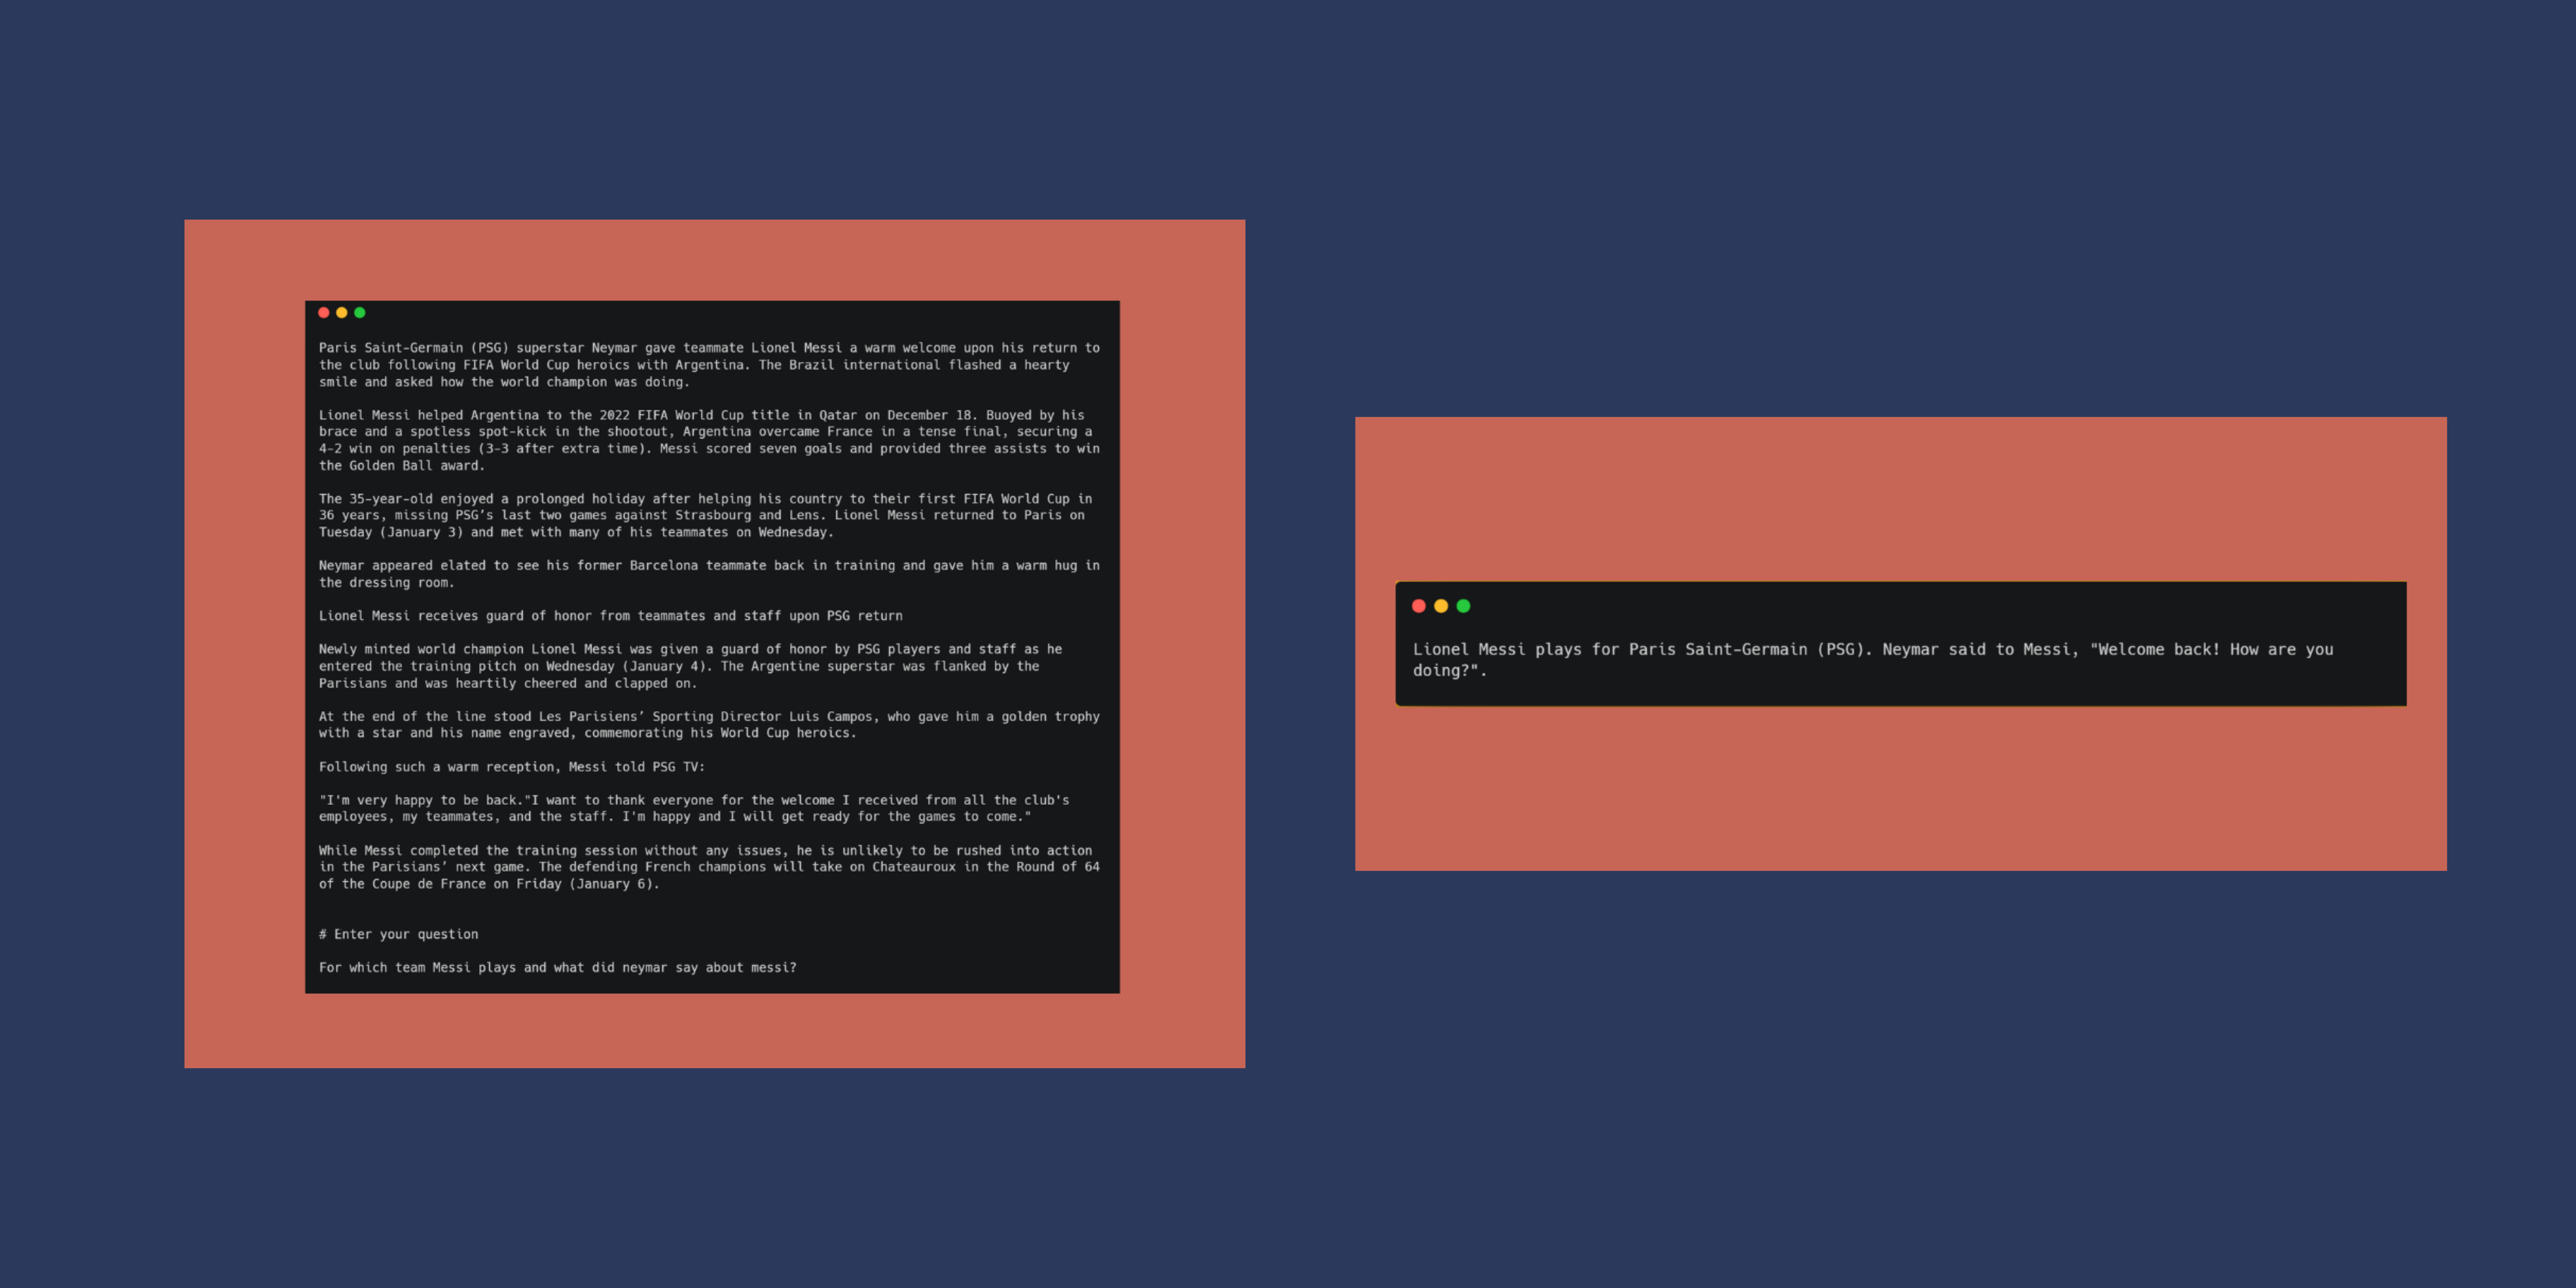 Paris Saint-Germain (PSG) superstar Neymar gave teammate Lionel Messi a warm welcome upon his return to
the club following FIFA World Cup heroics with Argentina. The Brazil international flashed a hearty
smile and asked how the world champion was doing.
Lionel Messi helped Argentina to the 2022 FIFA World Cup title in Qatar on December 18. Buoyed by his
brace and a spotless spot-kick in the shootout, Argentina overcame France in a tense final, securing a
4-2 win on penalties (3-3 after extra time). Messi scored seven goals and provided three assists to win
the Golden Ball award.
The 35-year-old enjoyed a prolonged holiday after helping his country to their first FIFA World Cup in
36 years, missing PSG’s last two games against Strasbourg and Lens. Lionel Messi returned to Paris on
Tuesday (January 3) and met with many of his teammates on Wednesday.
Neymar appeared elated to see his former Barcelona teammate back in training and gave him a warm hug in
the dressing room.
Lionel Messi receives guard of honor from teammates and staff upon PSG return
Newly minted world champion Lionel Messi was given a guard of honor by PSG players and staff as he
entered the training pitch on Wednesday (January 4). The Argentine superstar was flanked by the
Parisians and was heartily cheered and clapped on.
At the end of the line stood Les Parisiens’ Sporting Director Luis Campos, who gave him a golden trophy
with a star and his name engraved, commemorating his World Cup heroics.
Following such a warm reception, Messi told PSG TV:
"I'm very happy to be back."I want to thank everyone for the welcome I received from all the club's
employees, my teammates, and the staff. I'm happy and I will get ready for the games to come."
While Messi completed the training session without any issues, he is unlikely to be rushed into action
in the Parisians’ next game. The defending French champions will take on Chateauroux in the Round of 64
of the Coupe de France on Friday (January 6).
# Enter your question
For which team Messi plays and what did neymar say about messi?
Lionel Messi plays for Paris Saint-Germain (PSG). Neymar said to Messi, "Welcome back! How are you
doing?".